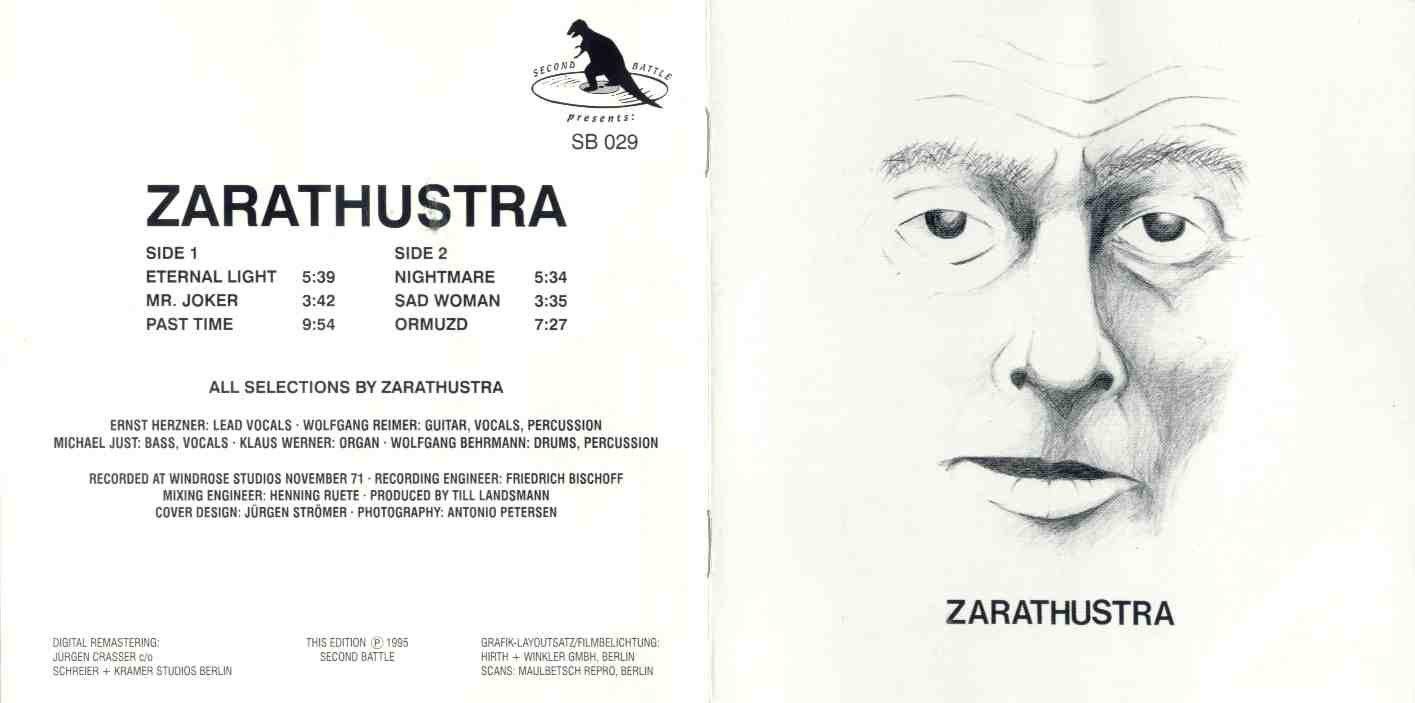 SECOND BATTLE
presents:
SB 029
ZARATHUSTRA
SIDE 1 SIDE 2
ETERNAL LIGHT 5:39 NIGHTMARE 5:34
MR. JOKER 3:42 SAD WOMAN 3:35
PAST TIME 9:54 ORMUZD 7:27
ALL SELECTIONS BY ZARATHUSTRA
ERNST HERZNER: LEAD VOCALS · WOLFGANG REIMER: GUITAR, VOCALS, PERCUSSION
MICHAEL JUST: BASS, VOCALS · KLAUS WERNER: ORGAN · WOLFGANG BEHRMANN: DRUMS, PERCUSSION
RECORDED AT WINDROSE STUDIOS NOVEMBER 71 · RECORDING ENGINEER: FRIEDRICH BISCHOFF
MIXING ENGINEER: HENNING RUETE · PRODUCED BY TILL LANDSMANN
COVER DESIGN: JÜRGEN STRÖMER · PHOTOGRAPHY: ANTONIO PETERSEN
DIGITAL REMASTERING:
JÜRGEN CRASSER c/o
SCHREIER + KRAMER STUDIOS BERLIN
THIS EDITION ℗ 1995
SECOND BATTLE
GRAFIK-LAYOUTSATZ/FILMBELICHTUNG:
HIRTH + WINKLER GMBH, BERLIN
SCANS: MAULBETSCH REPRO, BERLIN
ZARATHUSTRA